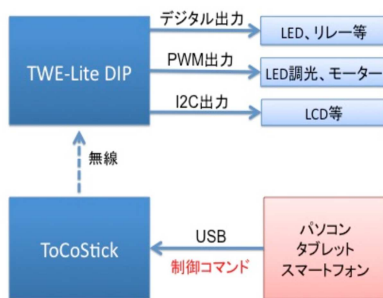 デジタル出力
LED、リレー等
TWE-Lite DIP
PWM出力
LED調光、モーター
I2C出力
LCD等
無線
ToCoStick
USB
制御コマンド
パソコン
タブレット
スマートフォン